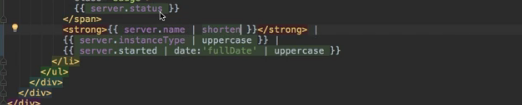 {{ server.status }}
</span>
<strong>{{ server.name | shorten }}</strong> |
{{ server.instanceType | uppercase }} |
{{ server.started | date:'fullDate' | uppercase }}
</li>
</ul>
</div>
</div>
</div>